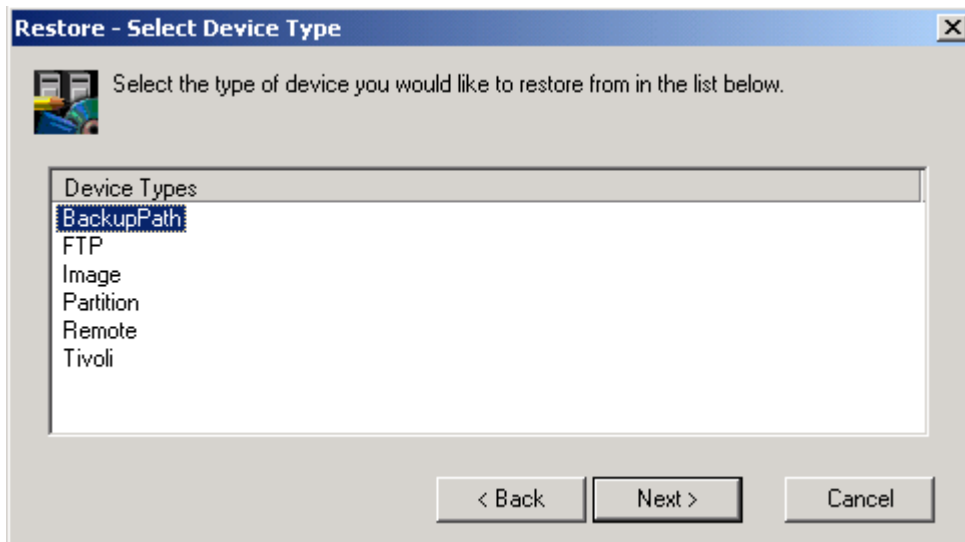 Restore - Select Device Type
Select the type of device you would like to restore from in the list below.
Device Types
BackupPath
FTP
Image
Partition
Remote
Tivoli
< Back Next > Cancel